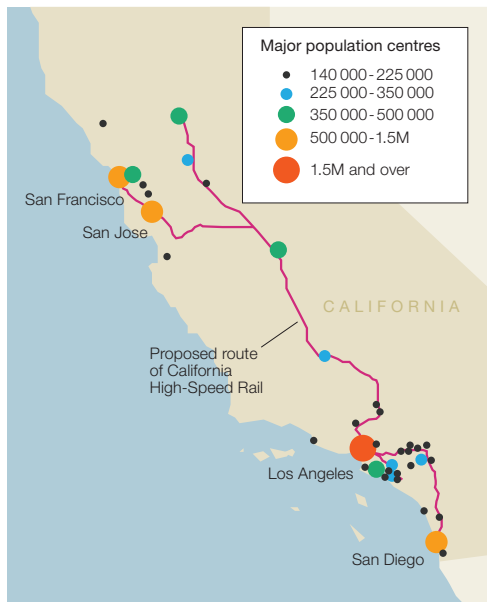 Major population centres
140 000 - 225 000
225 000 - 350 000
350 000 - 500 000
500 000 - 1.5M
1.5M and over
San Francisco
San Jose
CALIFORNIA
Proposed route
of California
High-Speed Rail
Los Angeles
San Diego